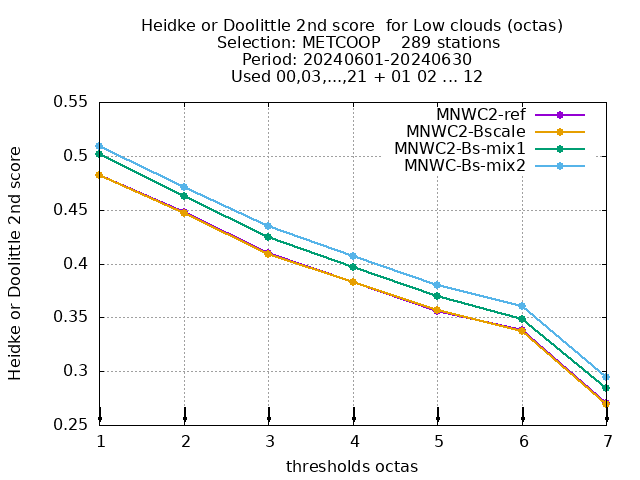 Heidke or Doolittle 2nd score  for Low clouds (octas)
Selection: METCOOP    289 stations
Period: 20240601-20240630
Used 00,03,...,21 + 01 02 ... 12
MNWC2-ref
MNWC2-Bscale
MNWC2-Bs-mix1
MNWC-Bs-mix2
Heidke or Doolittle 2nd score
0.55
0.5
0.45
0.4
0.35
0.3
0.25
1 2 3 4 5 6 7
thresholds octas